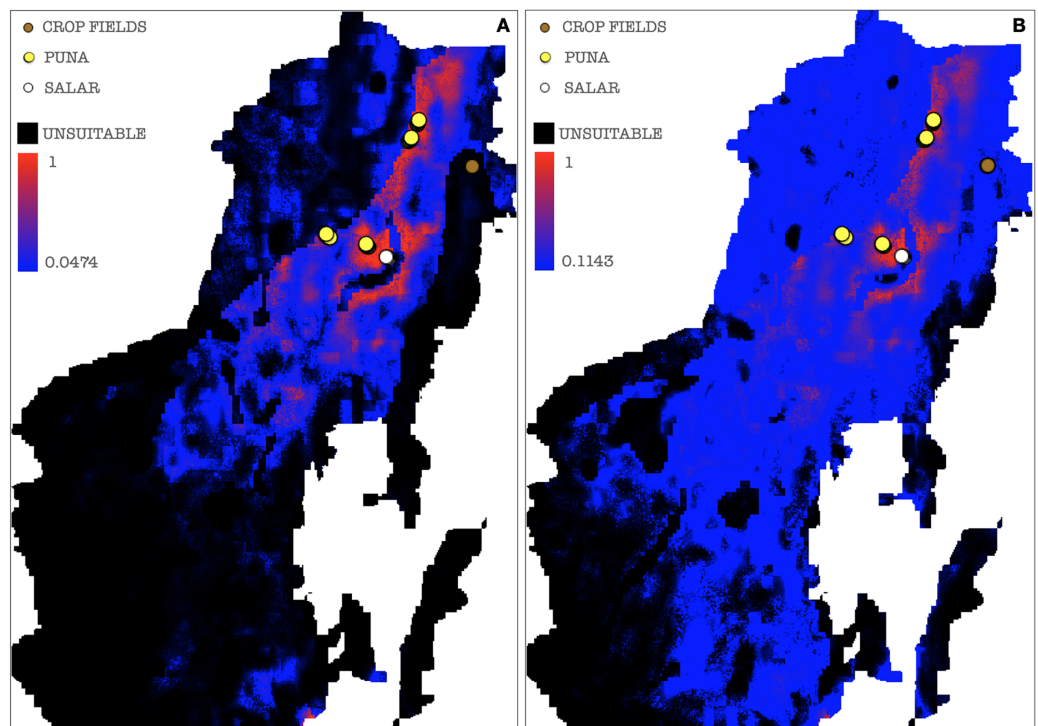 A
CROP FIELDS
PUNA
SALAR
UNSUITABLE
1
0.0474
B
CROP FIELDS
PUNA
SALAR
UNSUITABLE
1
0.1143